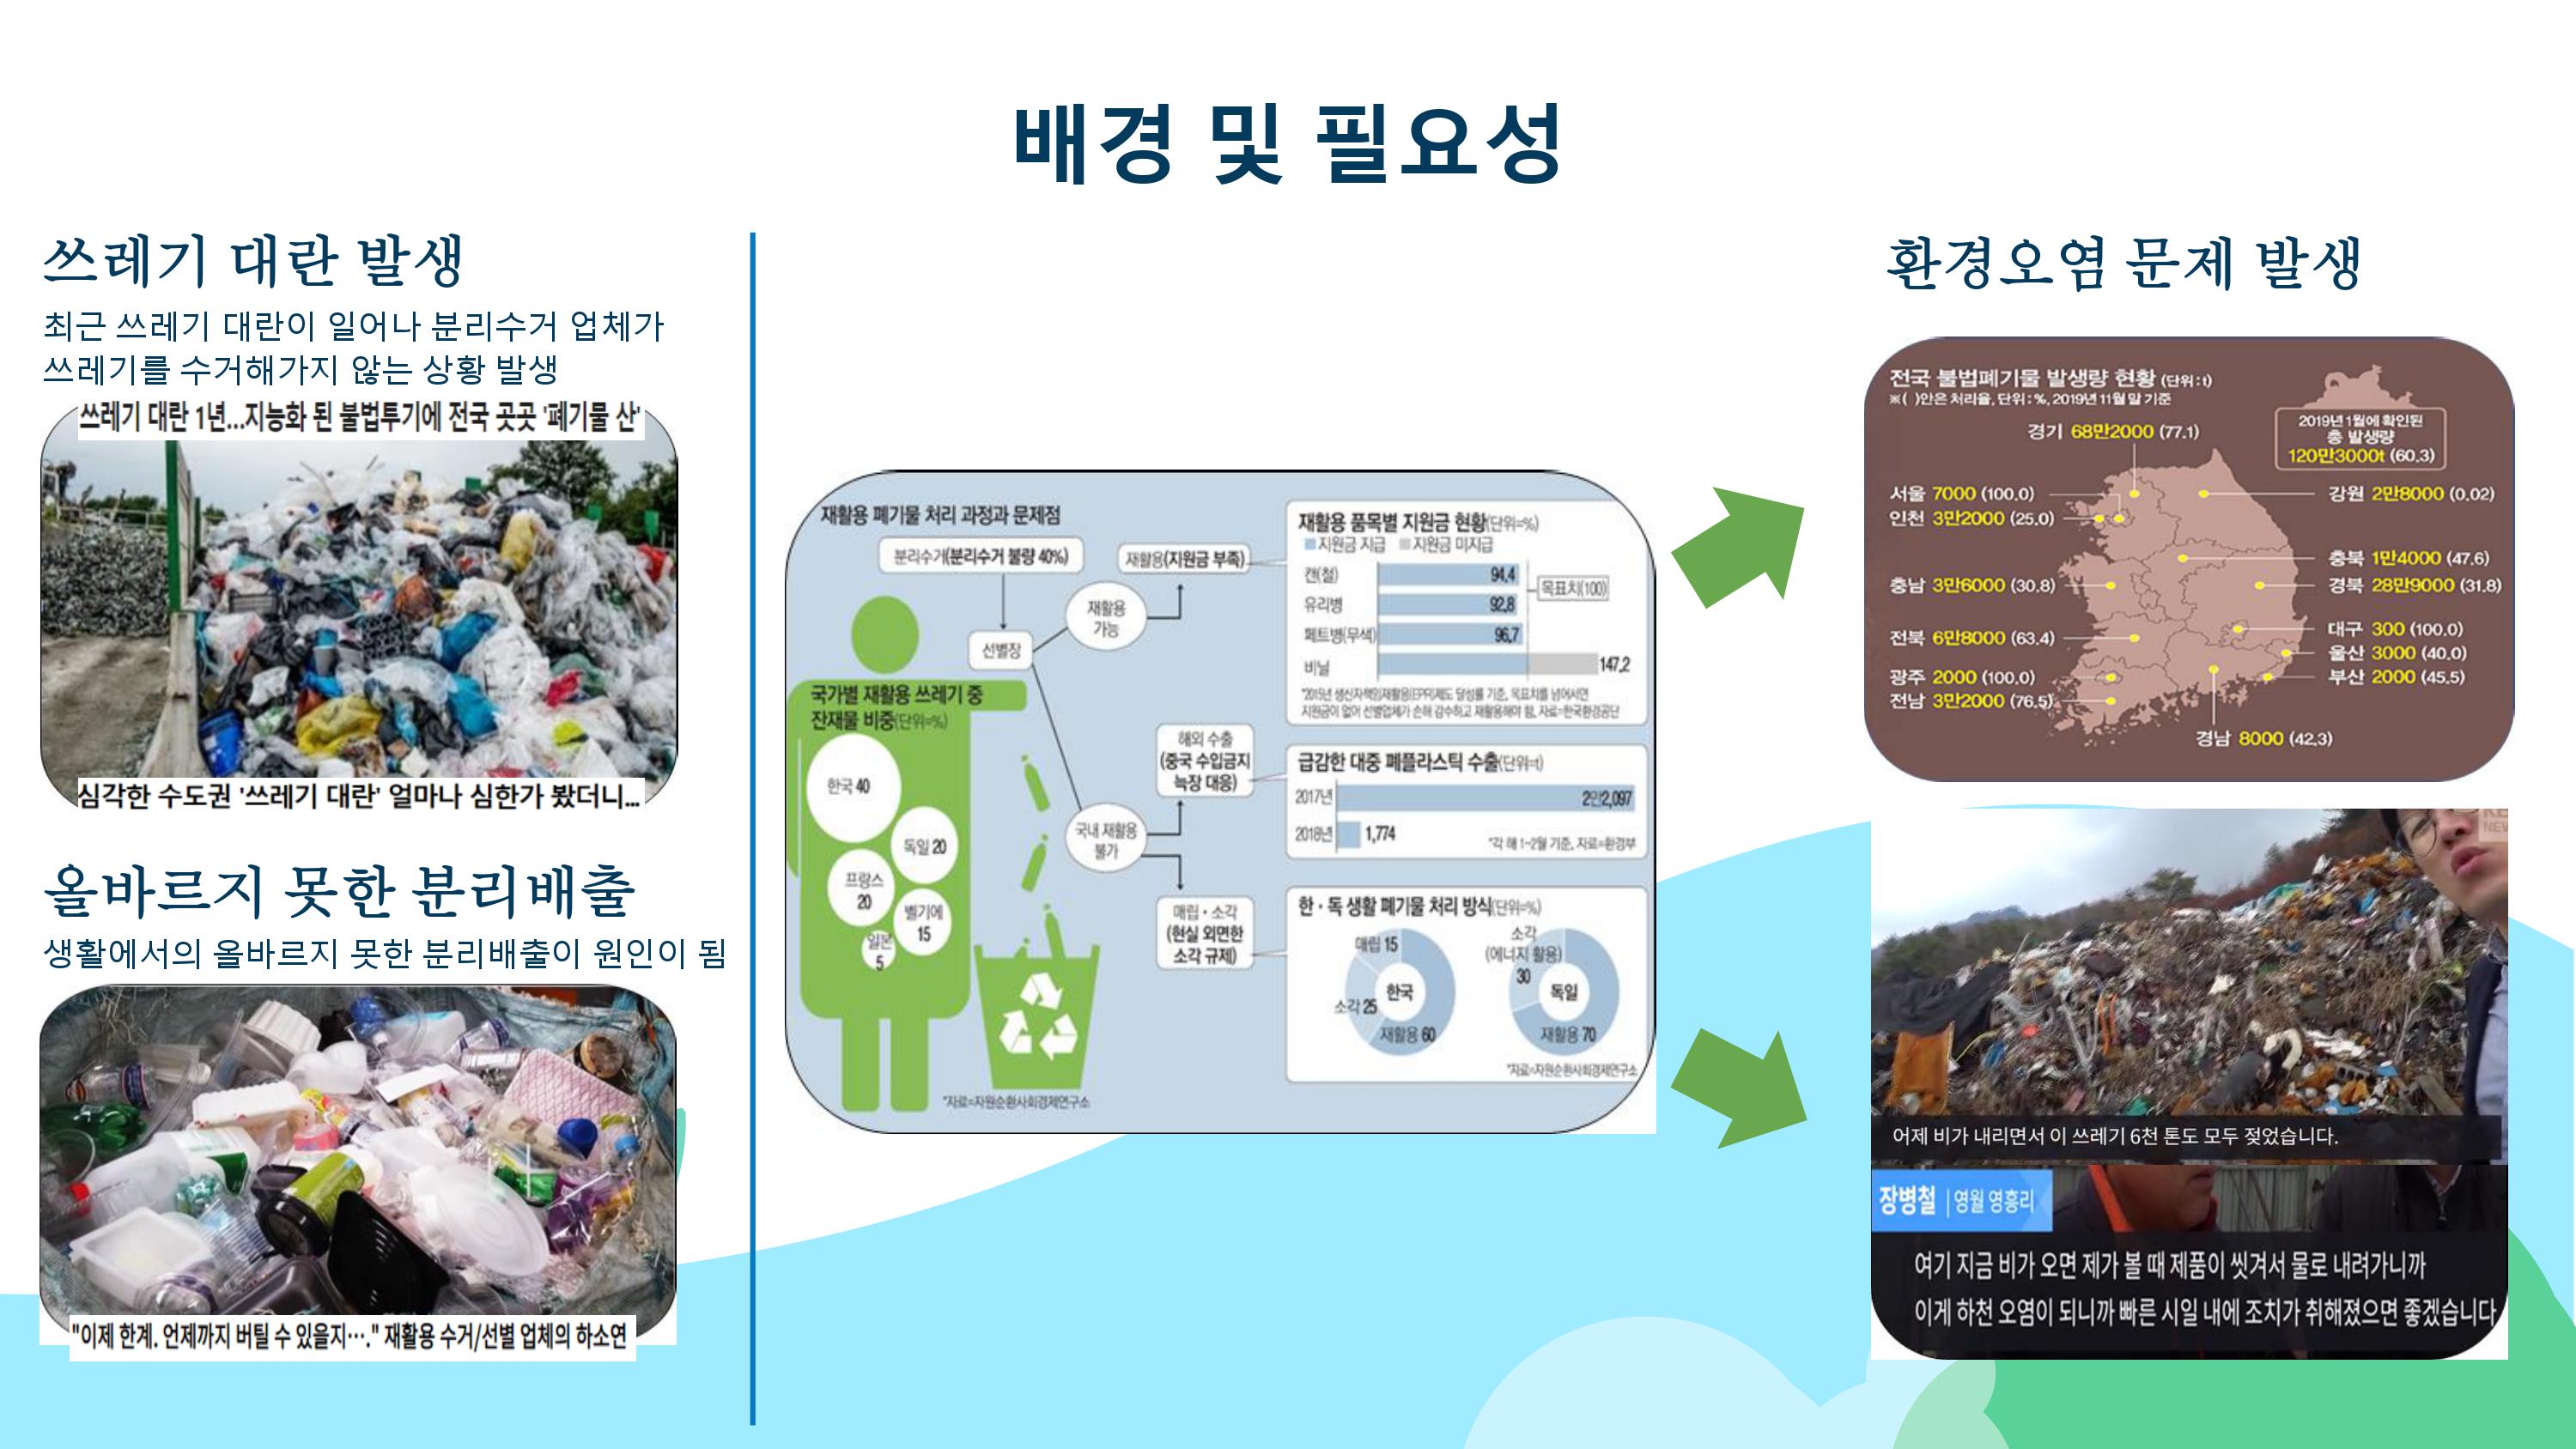 배경 및 필요성
쓰레기 대란 발생
최근 쓰레기 대란이 일어나 분리수거 업체가
쓰레기를 수거해가지 않는 상황 발생
쓰레기 대란 1년...지능화 된 불법투기에 전국 곳곳 '폐기물 산'
심각한 수도권 '쓰레기 대란' 얼마나 심한가 봤더니...
올바르지 못한 분리배출
생활에서의 올바르지 못한 분리배출이 원인이 됨
"이제 한계. 언제까지 버틸 수 있을지…." 재활용 수거/선별 업체의 하소연
재활용 폐기물 처리 과정과 문제점
분리수거(분리수거 불량 40%)
재활용(지원금 부족)
재활용
가능
선별장
국가별 재활용 쓰레기 중
잔재물 비중(단위=%)
한국 40
독일 20
프랑스
20
벨기에
15
일본
5
해외 수출
(중국 수입금지
늑장 대응)
국내 재활용
불가
매립·소각
(현실 외면한
소각 규제)
*자료=자원순환사회경제연구소
재활용 품목별 지원금 현황(단위=%)
지원금 지급 지원금 미지급
캔(철) 94.4
목표치(100)
유리병 92.8
페트병(무색) 96.7
비닐 147.2
*2015년 생산자책임재활용(EPR)제도 달성률 기준, 목표치를 넘어서면
지원금이 없어 선별업체가 손해 감수하고 재활용해야 함, 자료=한국환경공단
급감한 대중 폐플라스틱 수출(단위=t)
2017년 2만2,097
2018년 1,774
*각 해 1~2월 기준, 자료=환경부
한·독 생활 폐기물 처리 방식(단위=%)
매립 15
소각 25
한국
재활용 60
소각
(에너지 활용)
30
독일
재활용 70
*자료=자원순환사회경제연구소
환경오염 문제 발생
전국 불법폐기물 발생량 현황 (단위:t)
※( )안은 처리율, 단위:%, 2019년 11월말 기준
2019년 1월에 확인된
총 발생량
120만3000t (60.3)
경기 68만2000 (77.1)
서울 7000 (100.0)
인천 3만2000 (25.0)
강원 2만8000 (0.02)
충북 1만4000 (47.6)
충남 3만6000 (30.8)
경북 28만9000 (31.8)
전북 6만8000 (63.4)
대구 300 (100.0)
울산 3000 (40.0)
광주 2000 (100.0)
부산 2000 (45.5)
전남 3만2000 (76.5)
경남 8000 (42.3)
어제 비가 내리면서 이 쓰레기 6천 톤도 모두 젖었습니다.
장병철 | 영월 영흥리
여기 지금 비가 오면 제가 볼 때 제품이 씻겨서 물로 내려가니까
이게 하천 오염이 되니까 빠른 시일 내에 조치가 취해졌으면 좋겠습니다